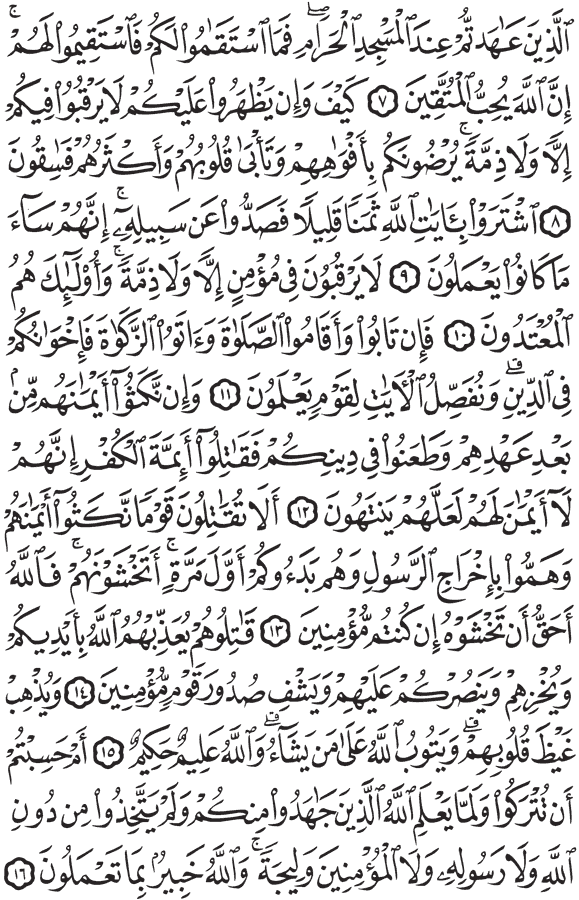 ٱلَّذِينَ عَـٰهَدتُّمْ عِندَ ٱلْمَسْجِدِ ٱلْحَرَامِ ۖ فَمَا ٱسْتَقَـٰمُوا۟ لَكُمْ فَٱسْتَقِيمُوا۟ لَهُمْ ۚ
إِنَّ ٱللَّهَ يُحِبُّ ٱلْمُتَّقِينَ ٧ كَيْفَ وَإِن يَظْهَرُوا۟ عَلَيْكُمْ لَا يَرْقُبُوا۟ فِيكُمْ
إِلًّا وَلَا ذِمَّةً ۚ يُرْضُونَكُم بِأَفْوَٰهِهِمْ وَتَأْبَىٰ قُلُوبُهُمْ وَأَكْثَرُهُمْ فَـٰسِقُونَ
٨ ٱشْتَرَوْا۟ بِـَٔايَـٰتِ ٱللَّهِ ثَمَنًا قَلِيلًا فَصَدُّوا۟ عَن سَبِيلِهِۦٓ ۚ إِنَّهُمْ سَآءَ
مَا كَانُوا۟ يَعْمَلُونَ ٩ لَا يَرْقُبُونَ فِى مُؤْمِنٍ إِلًّا وَلَا ذِمَّةً ۚ وَأُو۟لَـٰٓئِكَ هُمُ
ٱلْمُعْتَدُونَ ١٠ فَإِن تَابُوا۟ وَأَقَامُوا۟ ٱلصَّلَوٰةَ وَءَاتَوُا۟ ٱلزَّكَوٰةَ فَإِخْوَٰنُكُمْ
فِى ٱلدِّينِ ۗ وَنُفَصِّلُ ٱلْـَٔايَـٰتِ لِقَوْمٍ يَعْلَمُونَ ١١ وَإِن نَّكَثُوٓا۟ أَيْمَـٰنَهُم مِّنۢ
بَعْدِ عَهْدِهِمْ وَطَعَنُوا۟ فِى دِينِكُمْ فَقَـٰتِلُوٓا۟ أَئِمَّةَ ٱلْكُفْرِ ۙ إِنَّهُمْ
لَآ أَيْمَـٰنَ لَهُمْ لَعَلَّهُمْ يَنتَهُونَ ١٢ أَلَا تُقَـٰتِلُونَ قَوْمًا نَّكَثُوٓا۟ أَيْمَـٰنَهُمْ
وَهَمُّوا۟ بِإِخْرَاجِ ٱلرَّسُولِ وَهُم بَدَءُوكُمْ أَوَّلَ مَرَّةٍ ۚ أَتَخْشَوْنَهُمْ ۚ فَٱللَّهُ
أَحَقُّ أَن تَخْشَوْهُ إِن كُنتُم مُّؤْمِنِينَ ١٣ قَـٰتِلُوهُمْ يُعَذِّبْهُمُ ٱللَّهُ بِأَيْدِيكُمْ
وَيُخْزِهِمْ وَيَنصُرْكُمْ عَلَيْهِمْ وَيَشْفِ صُدُورَ قَوْمٍ مُّؤْمِنِينَ ١٤ وَيُذْهِبْ
غَيْظَ قُلُوبِهِمْ ۗ وَيَتُوبُ ٱللَّهُ عَلَىٰ مَن يَشَآءُ ۗ وَٱللَّهُ عَلِيمٌ حَكِيمٌ ١٥ أَمْ حَسِبْتُمْ
أَن تُتْرَكُوا۟ وَلَمَّا يَعْلَمِ ٱللَّهُ ٱلَّذِينَ جَـٰهَدُوا۟ مِنكُمْ وَلَمْ يَتَّخِذُوا۟ مِن دُونِ
ٱللَّهِ وَلَا رَسُولِهِۦ وَلَا ٱلْمُؤْمِنِينَ وَلِيجَةً ۚ وَٱللَّهُ خَبِيرٌۢ بِمَا تَعْمَلُونَ ١٦